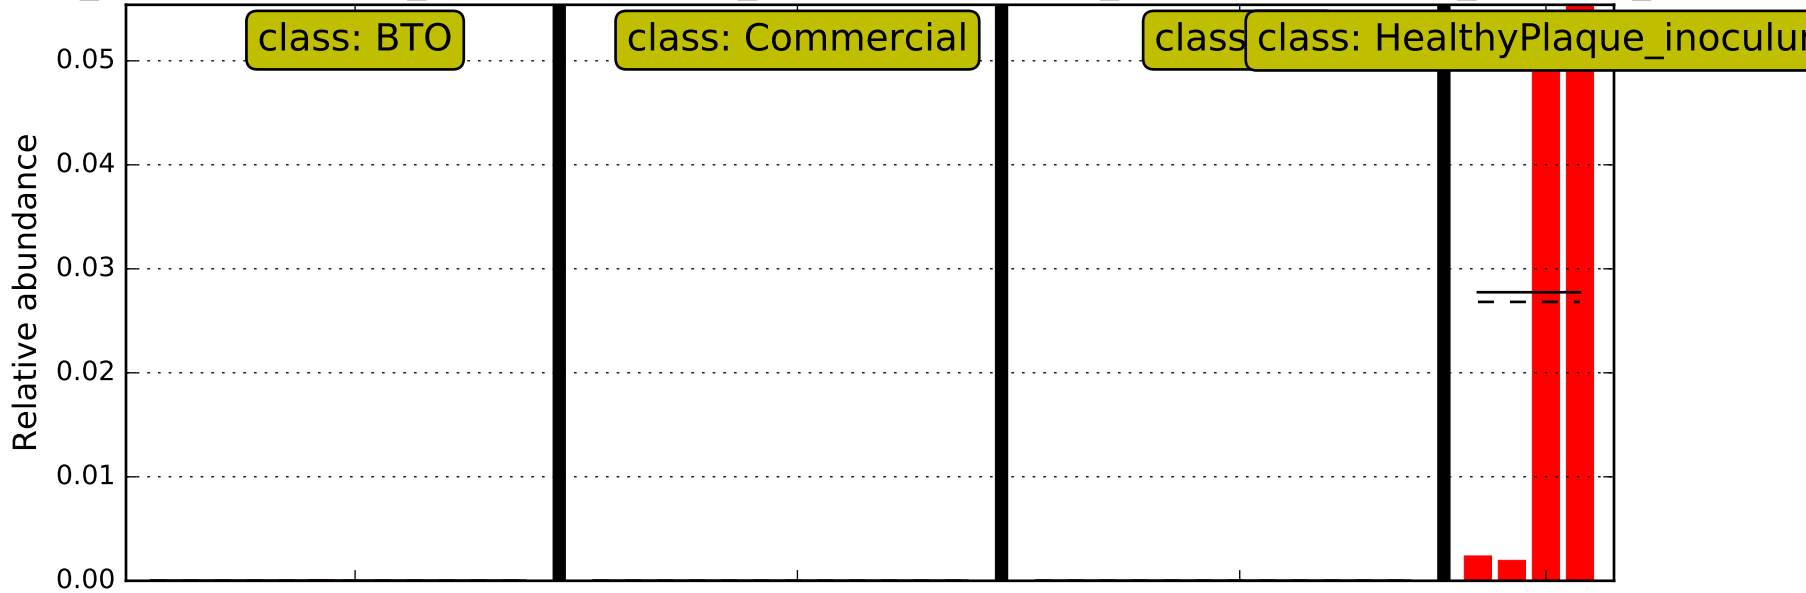 class: BTO
class: Commercial
class
class: HealthyPlaque_inoculu
0.05
0.04
0.03
0.02
0.01
0.00
Relative abundance